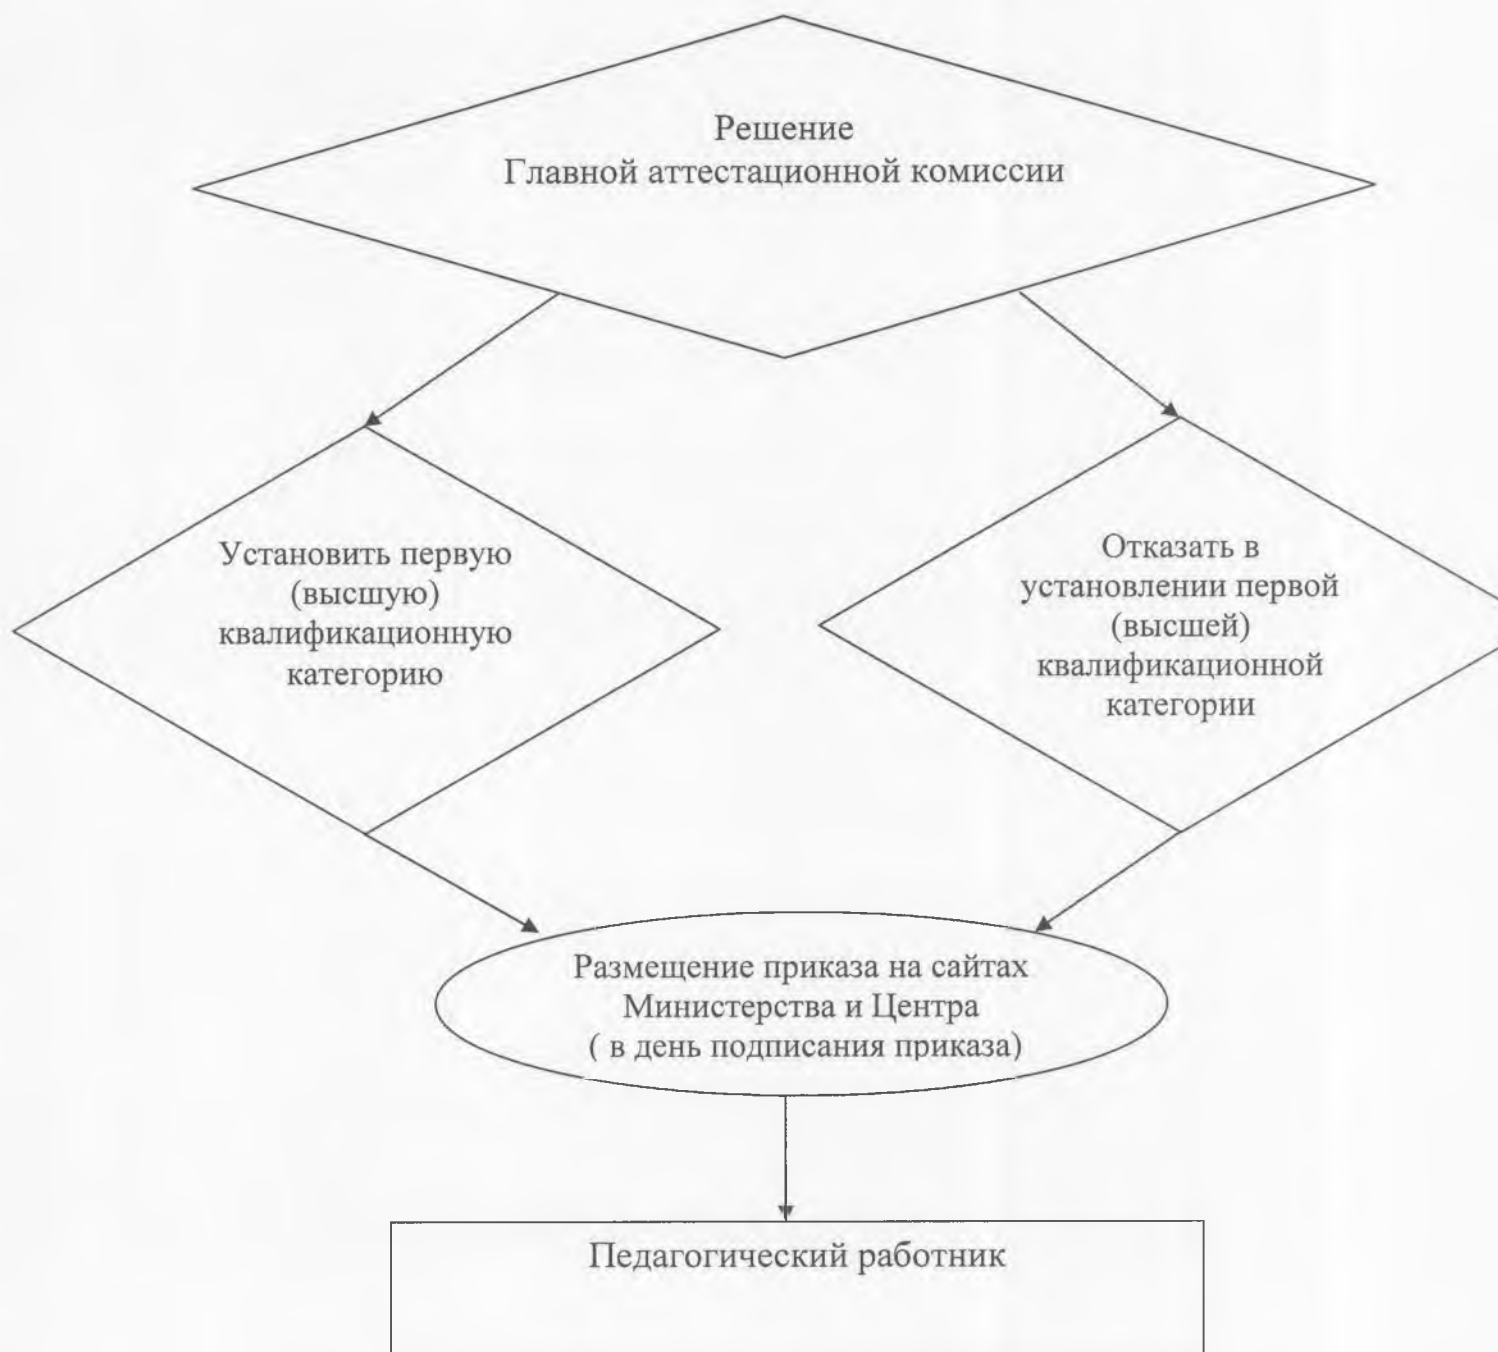 Решение
Главной аттестационной комиссии
Установить первую
(высшую)
квалификационную
категорию
Отказать в
установлении первой
(высшей)
квалификационной
категории
Размещение приказа на сайтах
Министерства и Центра
( в день подписания приказа)
Педагогический работник